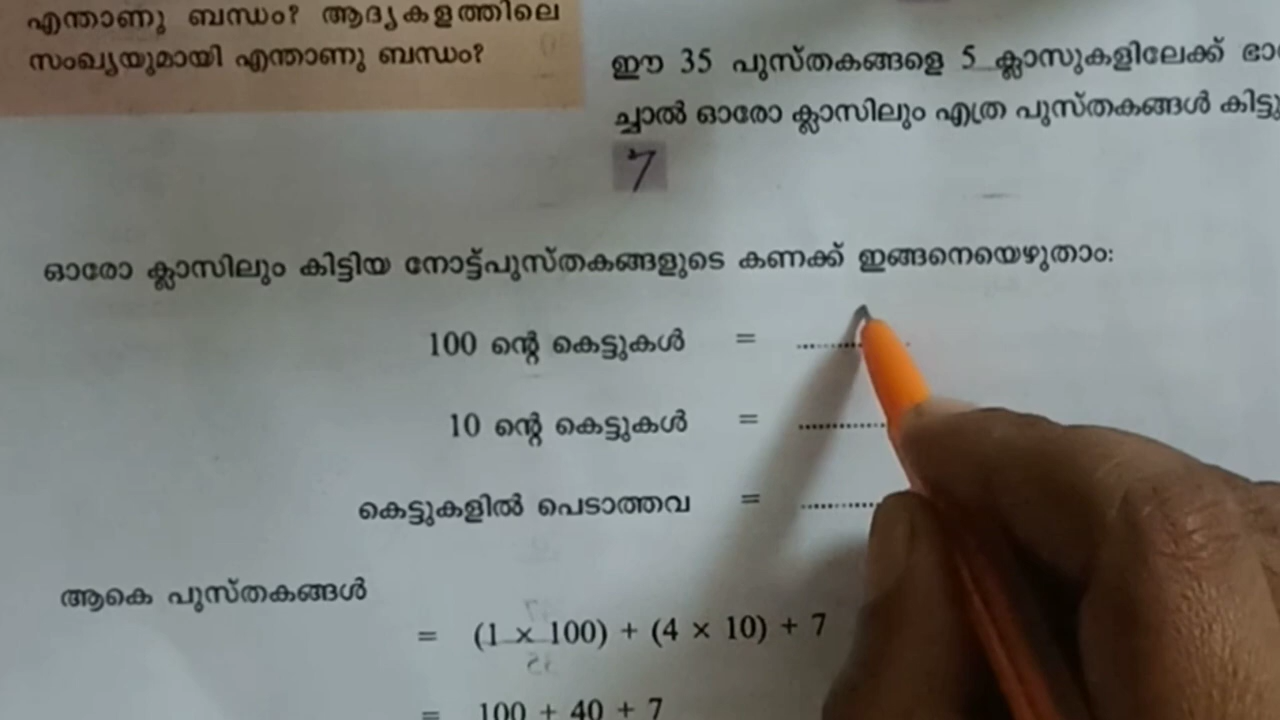 എന്താണു ബന്ധം? ആദ്യകളത്തിലെ
സംഖ്യയുമായി എന്താണു ബന്ധം?
ഈ 35 പുസ്തകങ്ങളെ 5 ക്ലാസുകളിലേക്ക്
ച്ചാൽ ഓരോ ക്ലാസിലും എത്ര പുസ്തകങ്ങൾ
7
ഓരോ ക്ലാസിലും കിട്ടിയ നോട്ട്പുസ്തകങ്ങളുടെ കണക്ക് ഇങ്ങനെയെഴുതാം:
100 ന്റെ കെട്ടുകൾ = ..........
10 ന്റെ കെട്ടുകൾ = ............
കെട്ടുകളിൽ പെടാത്തവ = ..........
ആകെ പുസ്തകങ്ങൾ
= (1 × 100) + (4 × 10) + 7
= 100 + 40 + 7